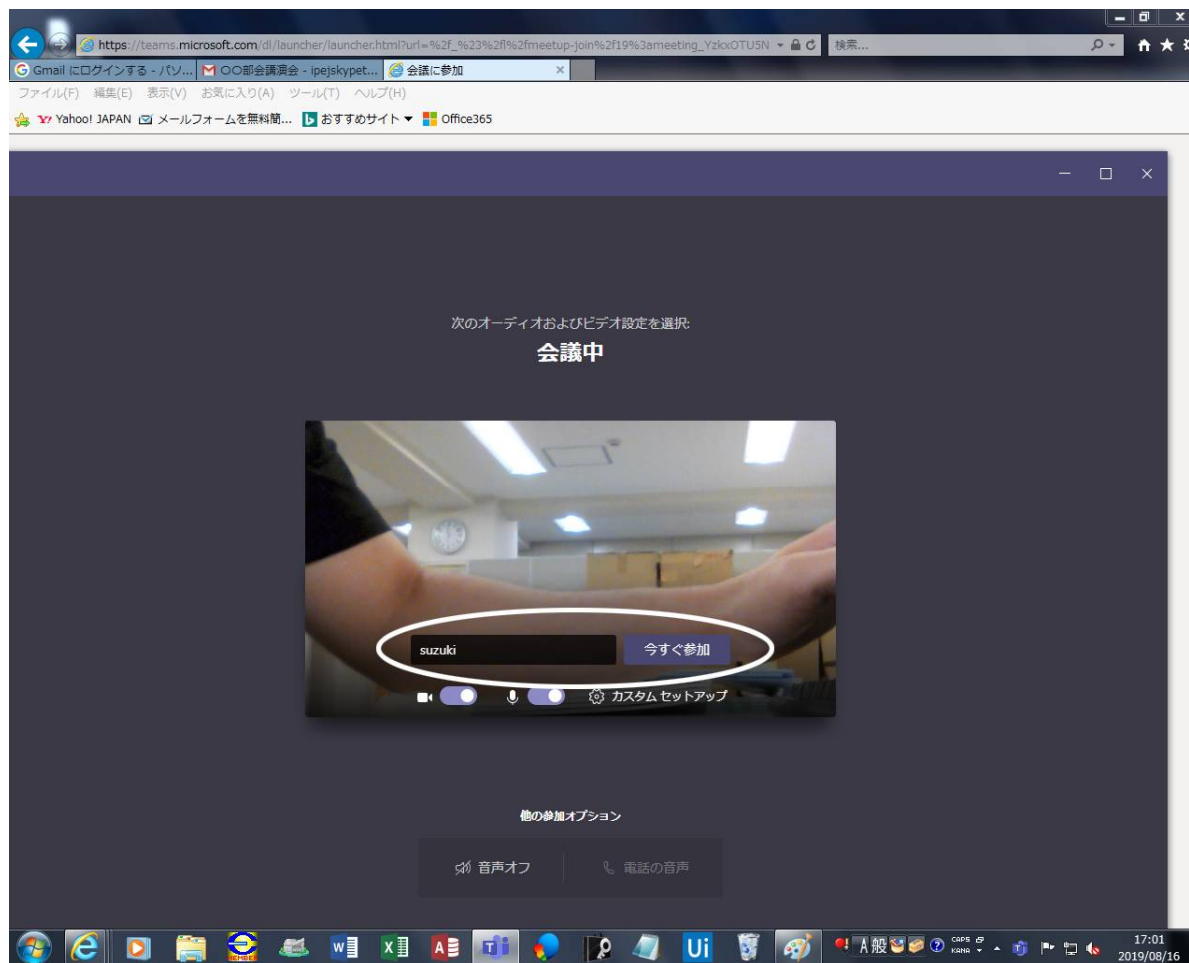 https://teams.microsoft.com/dl/launcher/launcher.html?url=%2f_%23%2fl%2fmeetup-join%2f19%3ameeting_YzkxOTU5N
検索...
Gmail にログインする - パソ...
〇〇部会講演会 - ipejskypet...
会議に参加
ファイル(F) 編集(E) 表示(V) お気に入り(A) ツール(T) ヘルプ(H)
Yahoo! JAPAN
メールフォームを無料簡...
おすすめサイト
Office365
次のオーディオおよびビデオ設定を選択:
会議中
suzuki
今すぐ参加
カスタム セットアップ
他の参加オプション
音声オフ
電話の音声
A 般
CAPS
KANA
17:01
2019/08/16